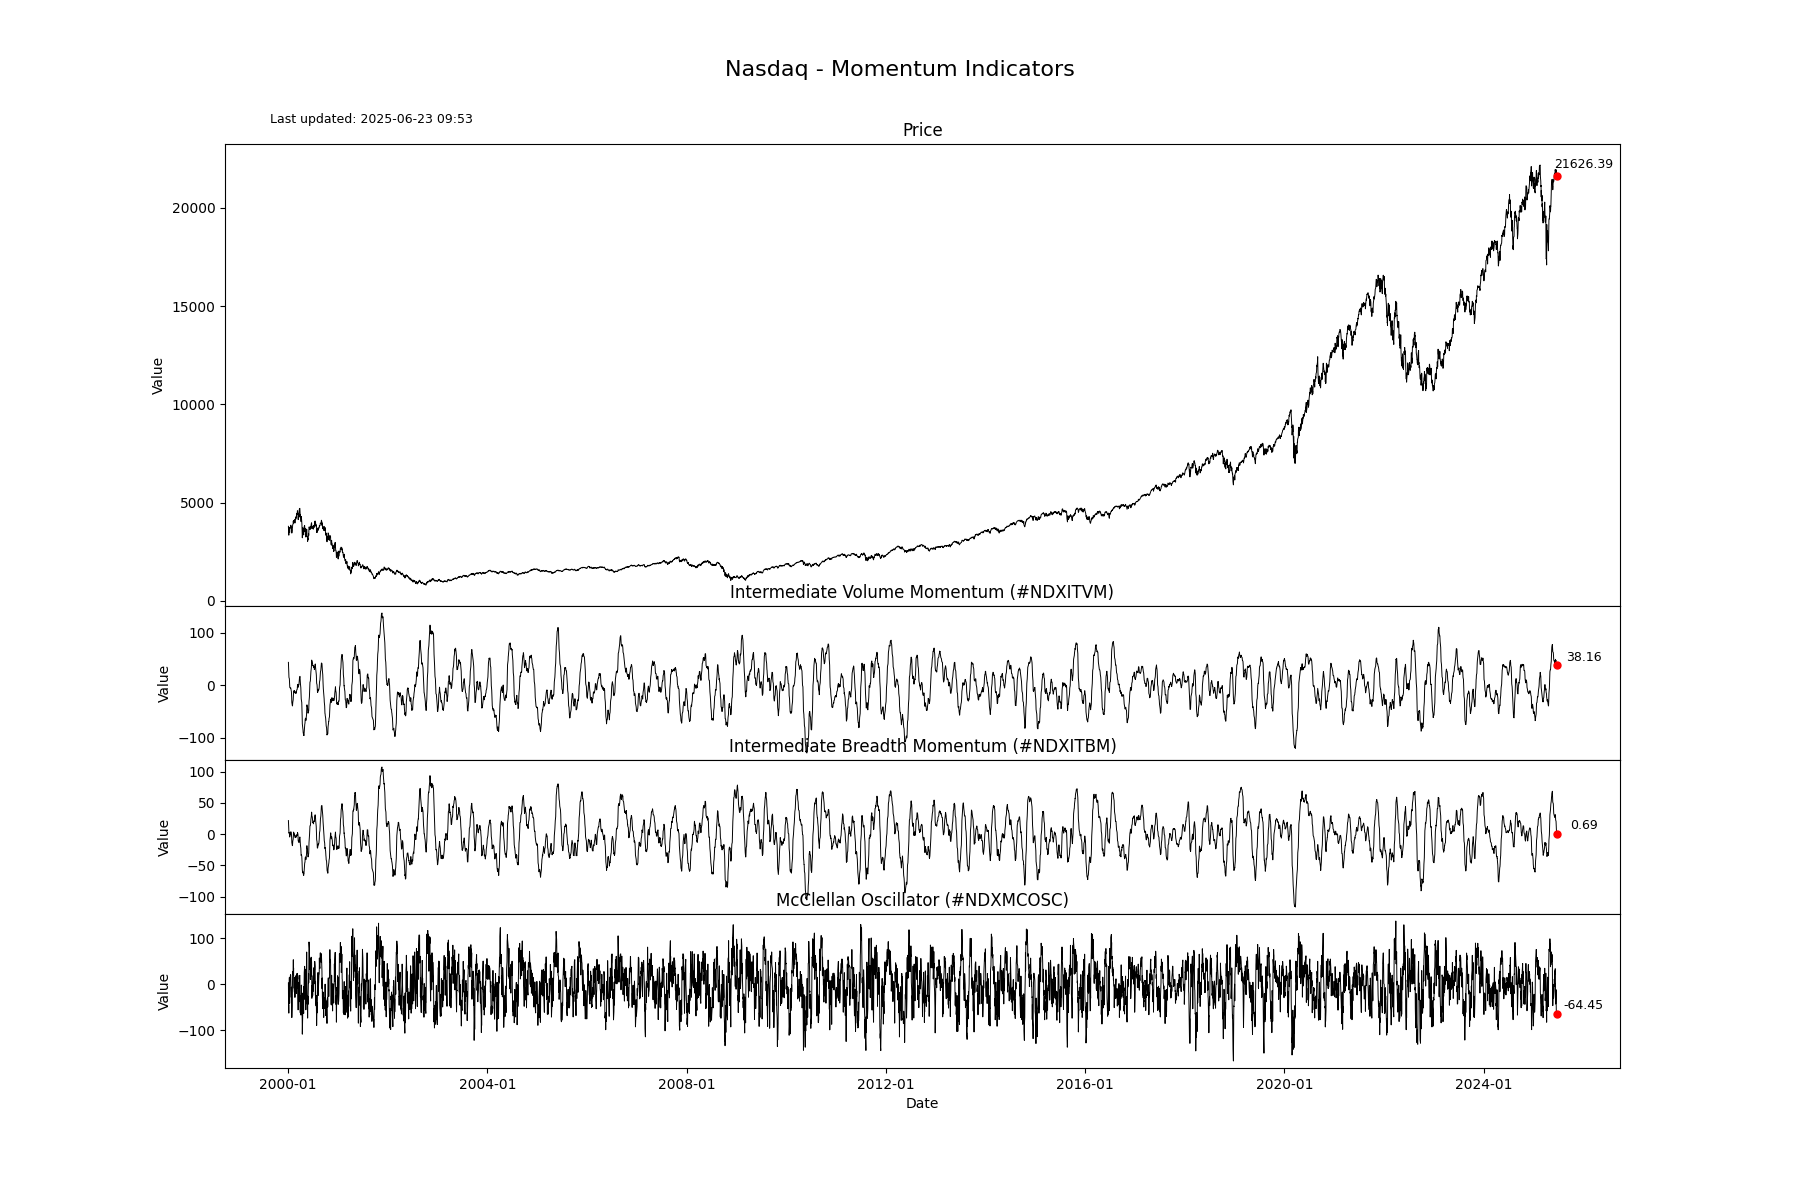 Nasdaq - Momentum Indicators
Last updated: 2025-06-23 09:53
Price
21626.39
20000
15000
10000
5000
0
Value
Intermediate Volume Momentum (#NDXITVM)
100
0
−100
Value
38.16
Intermediate Breadth Momentum (#NDXITBM)
100
50
0
−50
−100
Value
0.69
McClellan Oscillator (#NDXMCOSC)
100
0
−100
Value
-64.45
2000-01 2004-01 2008-01 2012-01 2016-01 2020-01 2024-01
Date